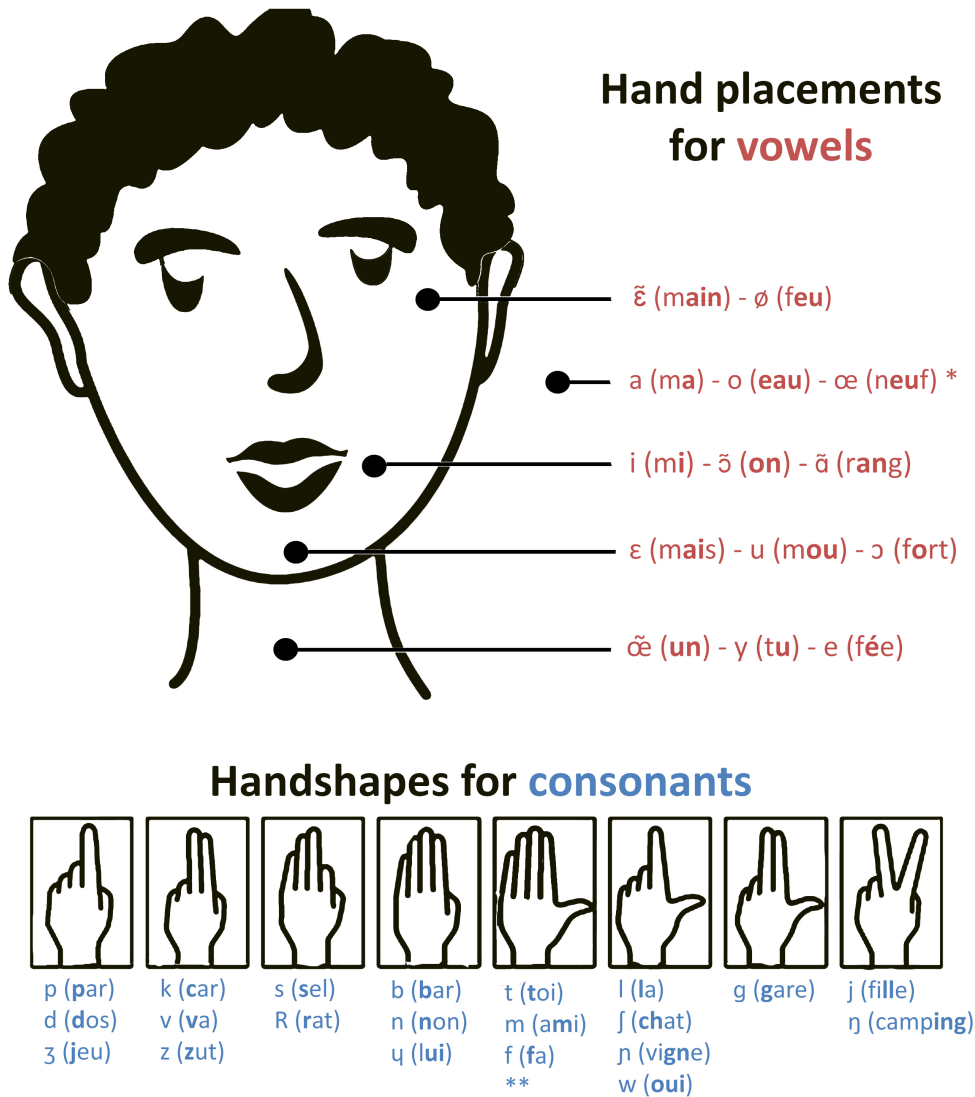 Hand placements
for vowels
ɛ̃ (main) - ø (feu)
a (ma) - o (eau) - œ (neuf) *
i (mi) - ɔ̃ (on) - ɑ̃ (rang)
ɛ (mais) - u (mou) - ɔ (fort)
œ̃ (un) - y (tu) - e (fée)
Handshapes for consonants
p (par)
d (dos)
ʒ (jeu)
k (car)
v (va)
z (zut)
s (sel)
R (rat)
b (bar)
n (non)
ɥ (lui)
t (toi)
m (ami)
f (fa)
**
l (la)
ʃ (chat)
ɲ (vigne)
w (oui)
g (gare)
j (fille)
ŋ (camping)